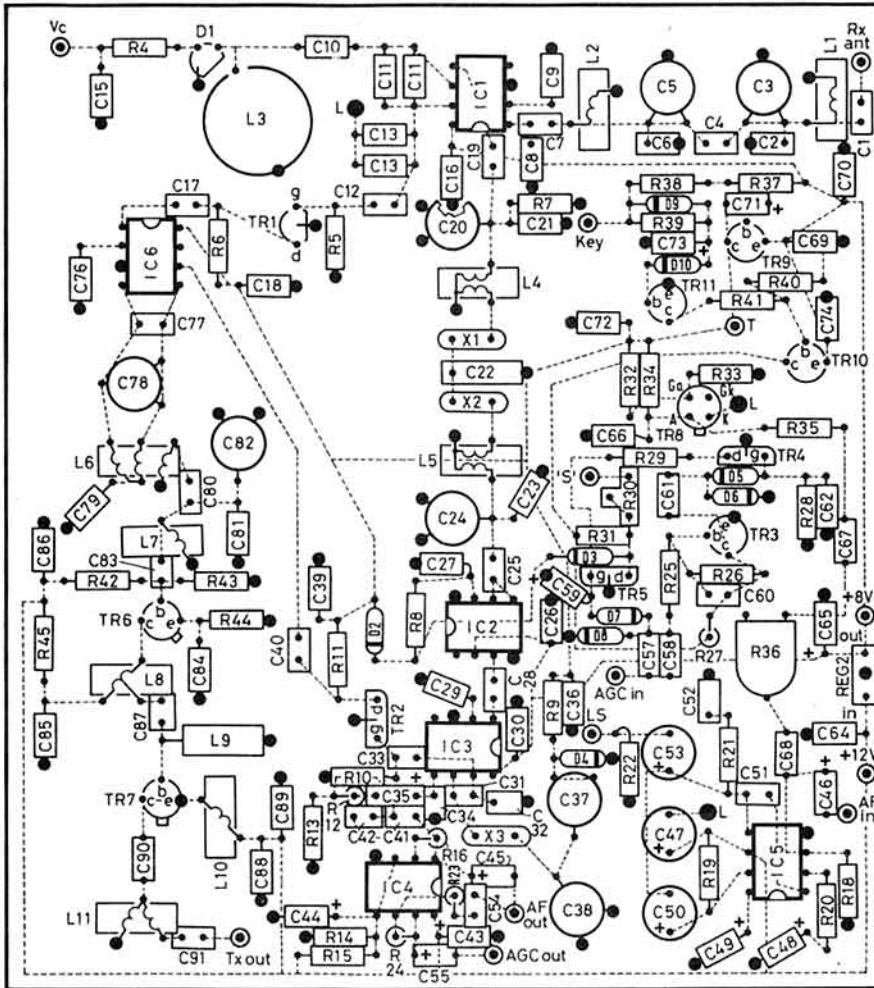 Vc
R4
D1
C10
C15
L3
C11
C11
L
C13
C13
IC1
C9
C7
L2
C5
C6
C4
C3
C2
L1
Rx
ant
C1
C17
TR1
g
d
R5
C12
C16
C19
C8
C70
R38
R37
D9
C71
+
R7
C21
Key
R39
C73
C20
IC6
R6
C18
C76
D10
+
b
c
e
TR9
C69
R40
TR11
b
e
c
R41
C74
L4
C77
C72
T
b
c
e
TR10
X1
C22
X2
R32
R34
R33
Ga
Gk
A
K
L
C78
C82
C66
TR8
R35
L6
L5
R29
d
g
TR4
'S'
D5
D6
C79
C80
C23
R30
C61
R28
C62
C24
C86
L7
C81
R31
b
e
c
TR3
C67
C83
C39
C27
C25
D3
R42
R43
g
d
TR5
R25
R26
C60
+8V
C59
+
TR6
b
c
e
R44
C40
R11
D2
R8
IC2
C26
D7
D8
C57
C58
R27
R36
C65
+
out
R45
C84
C
28
L8
C29
AGC in
REG2
C85
C87
TR2
d
g
R9
C36
C52
in
C30
LS
C64
L9
C33
IC3
R22
C53
+
R21
C68
+12V
D4
R10
+
TR7
c
b
e
C89
R13
R
12
C35
C34
C31
C
32
C37
C51
C46
+
AF
in
L
C42
C41
X3
C47
+
L10
C90
C88
R16
C45
R19
IC5
IC4
R23
R18
L11
C44
+
C54
AF
out
C38
C50
+
R20
R14
R15
R
24
+
C43
+
C55
AGC out
C49
+
C48
+
C91
Tx out